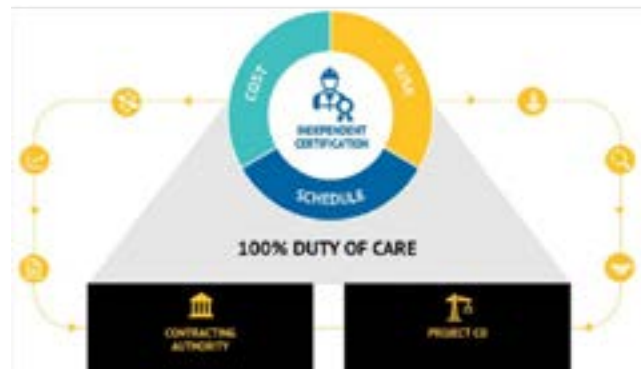 COST
RISK
INDEPENDENT
CERTIFICATION
SCHEDULE
100% DUTY OF CARE
CONTRACTING
AUTHORITY
PROJECT CO